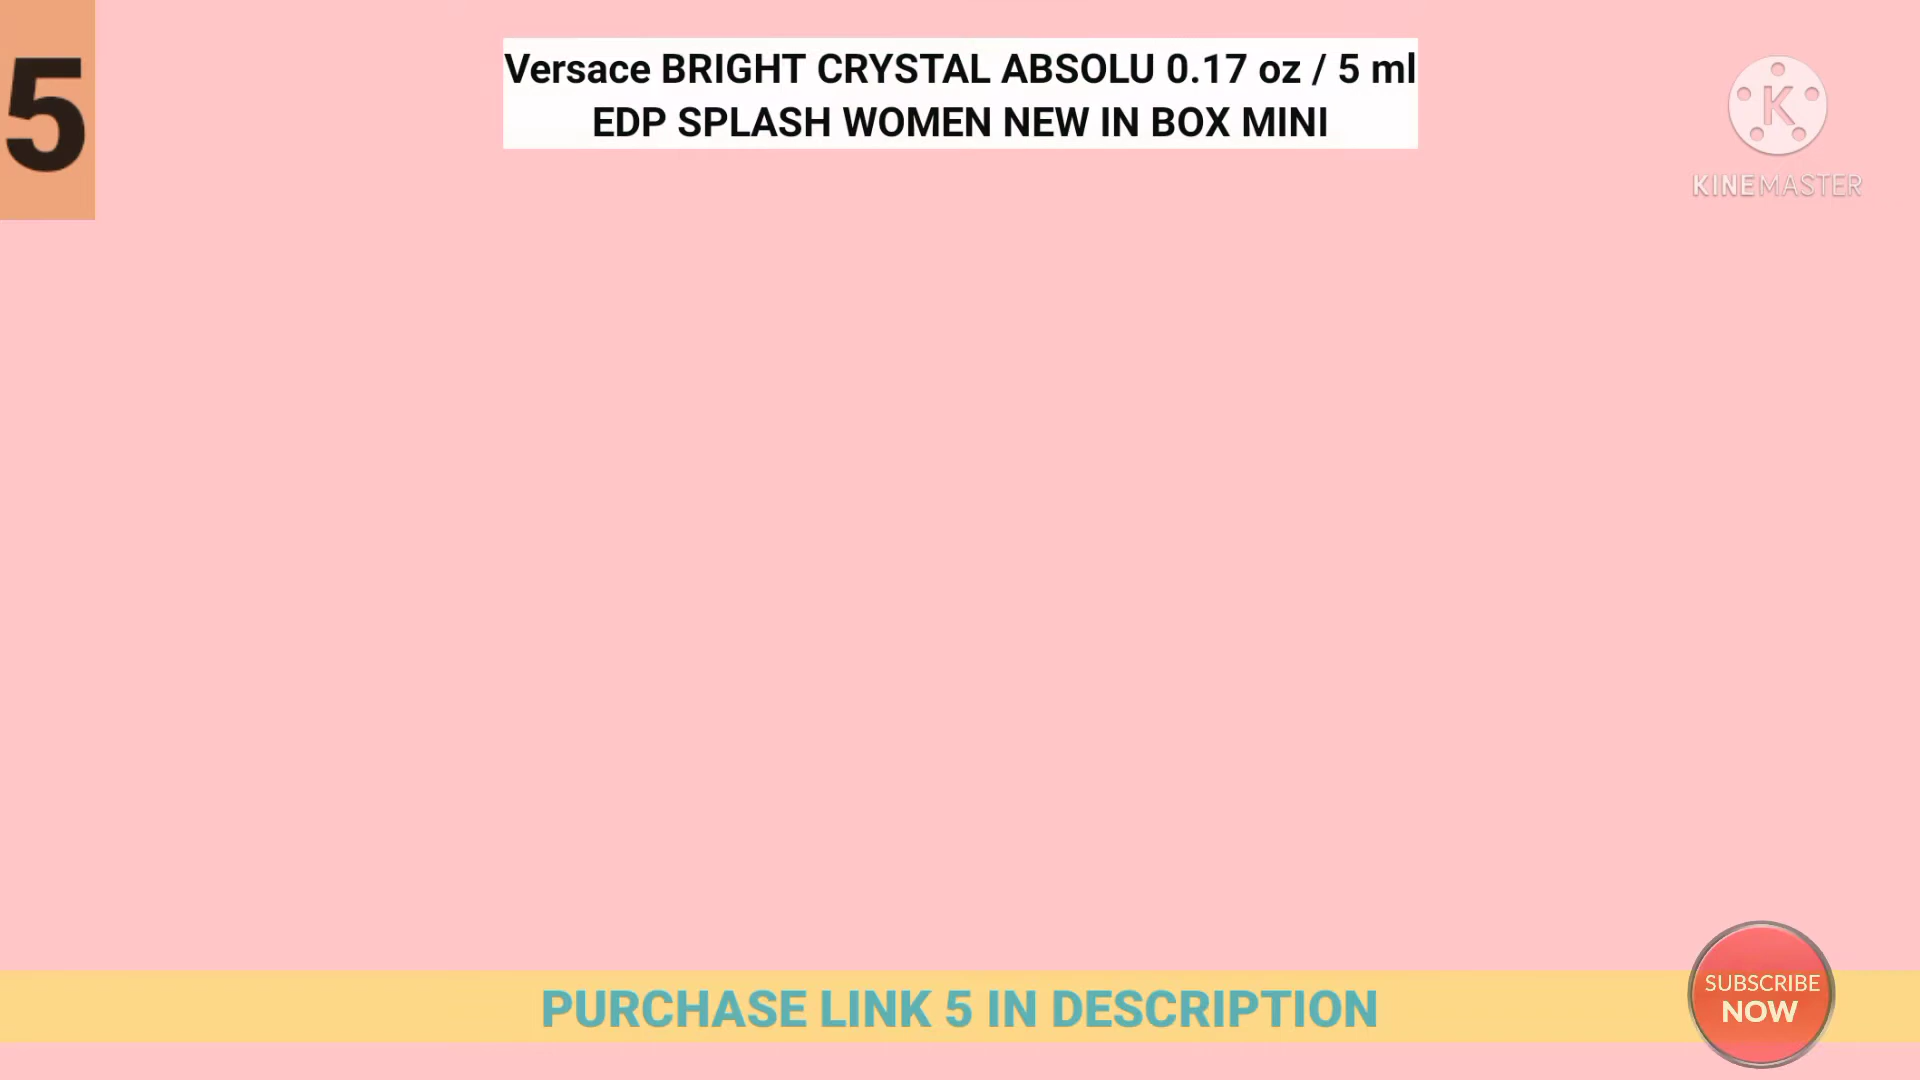 5
Versace BRIGHT CRYSTAL ABSOLU 0.17 oz / 5 ml
EDP SPLASH WOMEN NEW IN BOX MINI
K
KINEMASTER
PURCHASE LINK 5 IN DESCRIPTION
SUBSCRIBE
NOW